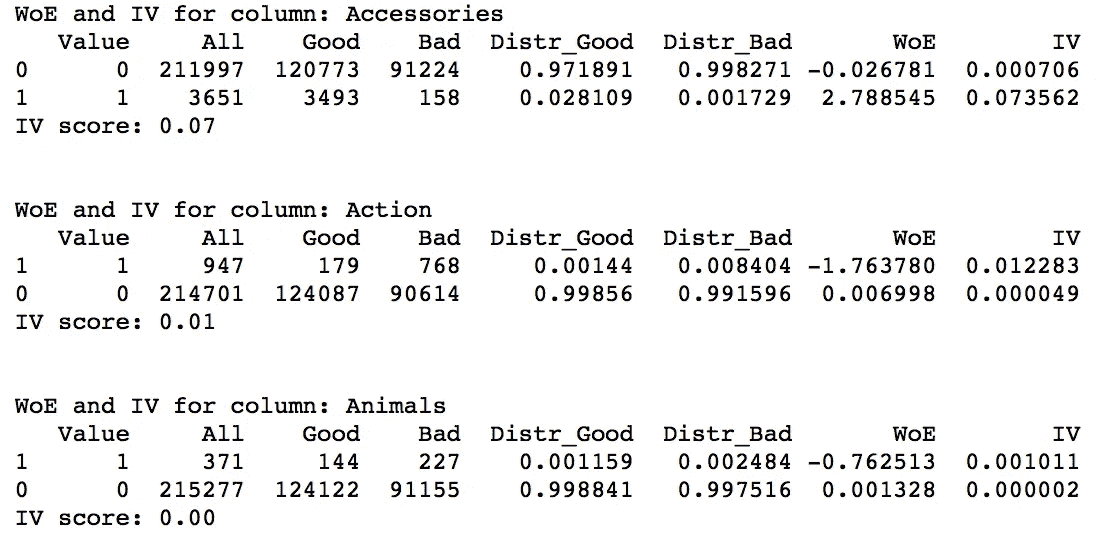 WoE and IV for column: Accessories
Value All Good Bad Distr_Good Distr_Bad WoE IV
0 0 211997 120773 91224 0.971891 0.998271 -0.026781 0.000706
1 1 3651 3493 158 0.028109 0.001729 2.788545 0.073562
IV score: 0.07
WoE and IV for column: Action
Value All Good Bad Distr_Good Distr_Bad WoE IV
1 1 947 179 768 0.00144 0.008404 -1.763780 0.012283
0 0 214701 124087 90614 0.99856 0.991596 0.006998 0.000049
IV score: 0.01
WoE and IV for column: Animals
Value All Good Bad Distr_Good Distr_Bad WoE IV
1 1 371 144 227 0.001159 0.002484 -0.762513 0.001011
0 0 215277 124122 91155 0.998841 0.997516 0.001328 0.000002
IV score: 0.00